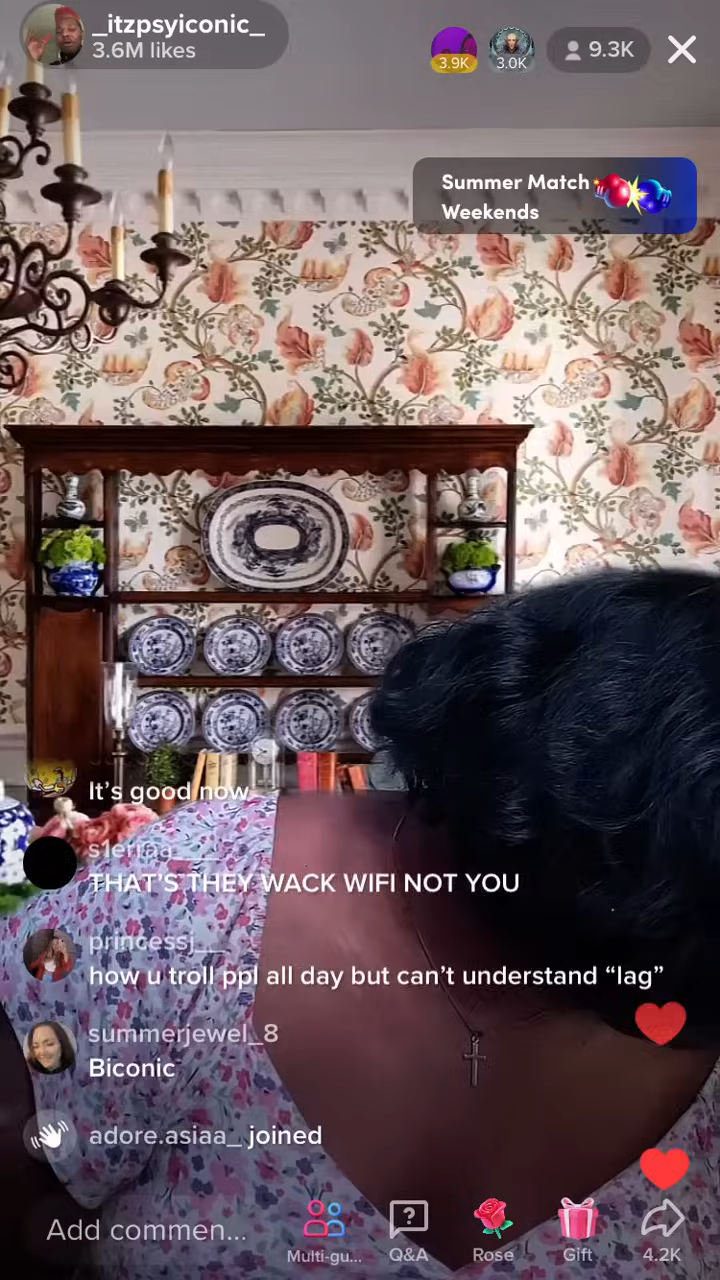 _itzpsyiconic_
3.6M likes
3.9K
3.0K
9.3K
Summer Match
Weekends
It's good now
THAT'S THEY WACK WIFI NOT YOU
princessj__
how u troll ppl all day but can't understand “lag”
summerjewel_8
Biconic
adore.asiaa_ joined
Add commen...
Multi-gu...
Q&A
Rose
Gift
4.2K